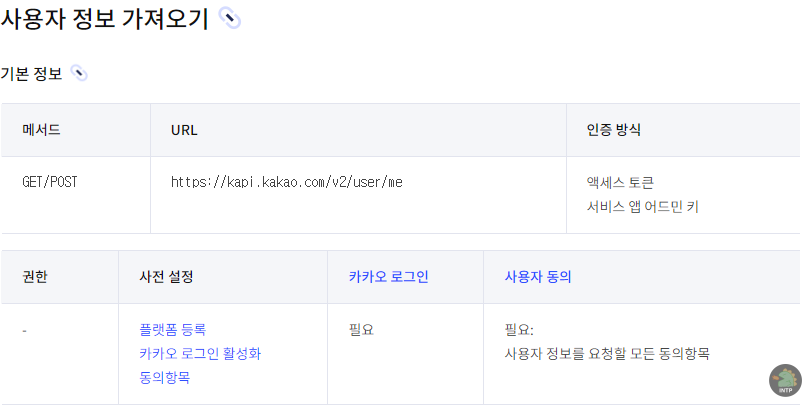 사용자 정보 가져오기
기본 정보
메서드 URL 인증 방식
GET/POST https://kapi.kakao.com/v2/user/me 액세스 토큰
서비스 앱 어드민 키
권한 사전 설정 카카오 로그인 사용자 동의
- 플랫폼 등록 필요 필요:
카카오 로그인 활성화 사용자 정보를 요청할 모든 동의항목
동의항목
INTP